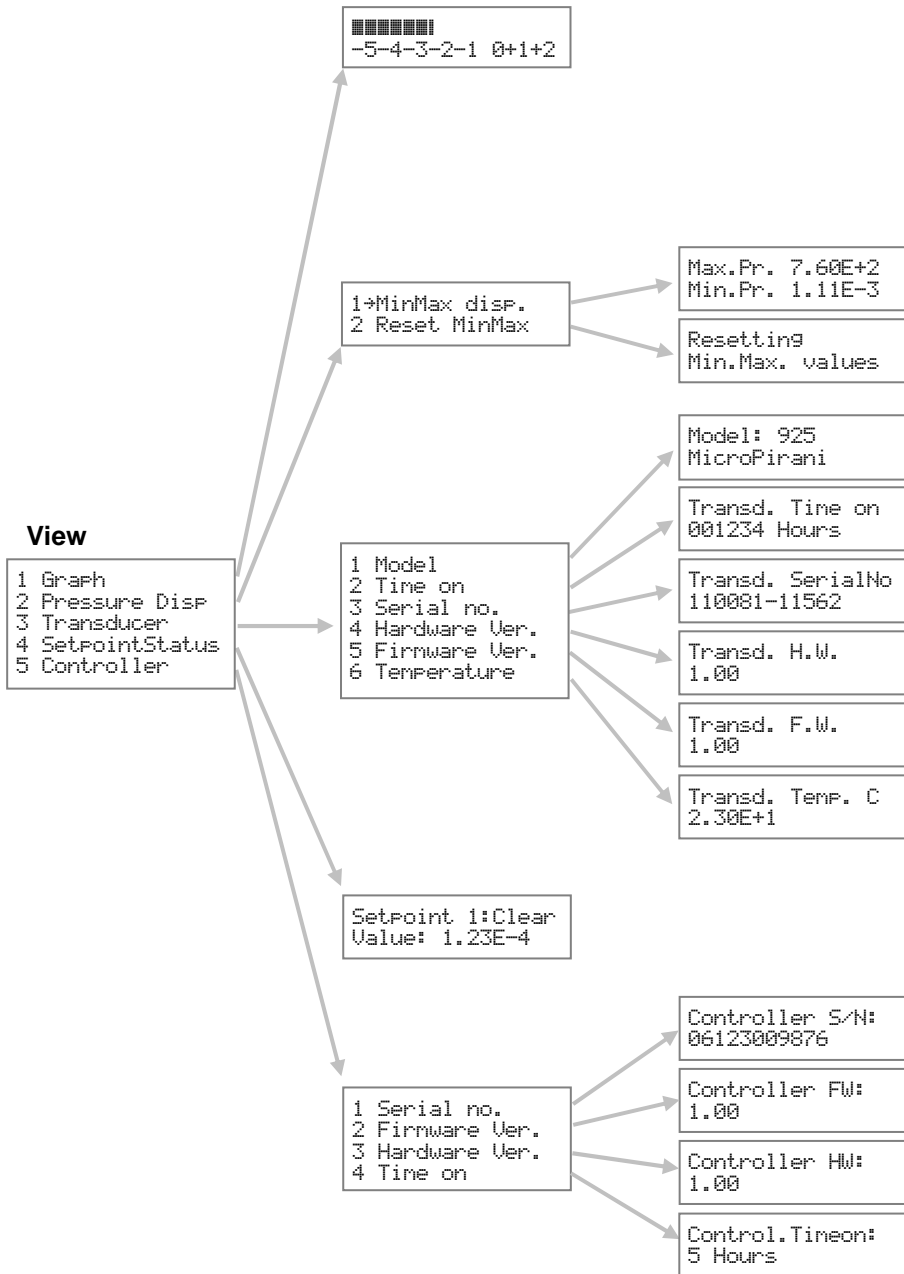 -5-4-3-2-1 0+1+2
1→MinMax disp.
2 Reset MinMax
Max.Pr. 7.60E+2
Min.Pr. 1.11E-3
Resetting
Min.Max. values
Model: 925
MicroPirani
Transd. Time on
001234 Hours
Transd. SerialNo
110081-11562
Transd. H.W.
1.00
Transd. F.W.
1.00
Transd. Temp. C
2.30E+1
View
1 Graph
2 Pressure Disp
3 Transducer
4 SetpointStatus
5 Controller
1 Model
2 Time on
3 Serial no.
4 Hardware Ver.
5 Firmware Ver.
6 Temperature
Setpoint 1:Clear
Value: 1.23E-4
1 Serial no.
2 Firmware Ver.
3 Hardware Ver.
4 Time on
Controller S/N:
06123009876
Controller FW:
1.00
Controller HW:
1.00
Control.Timeon:
5 Hours